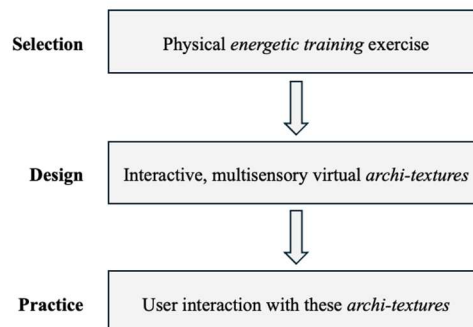 Selection Physical energetic training exercise
Design Interactive, multisensory virtual archi-textures
Practice User interaction with these archi-textures